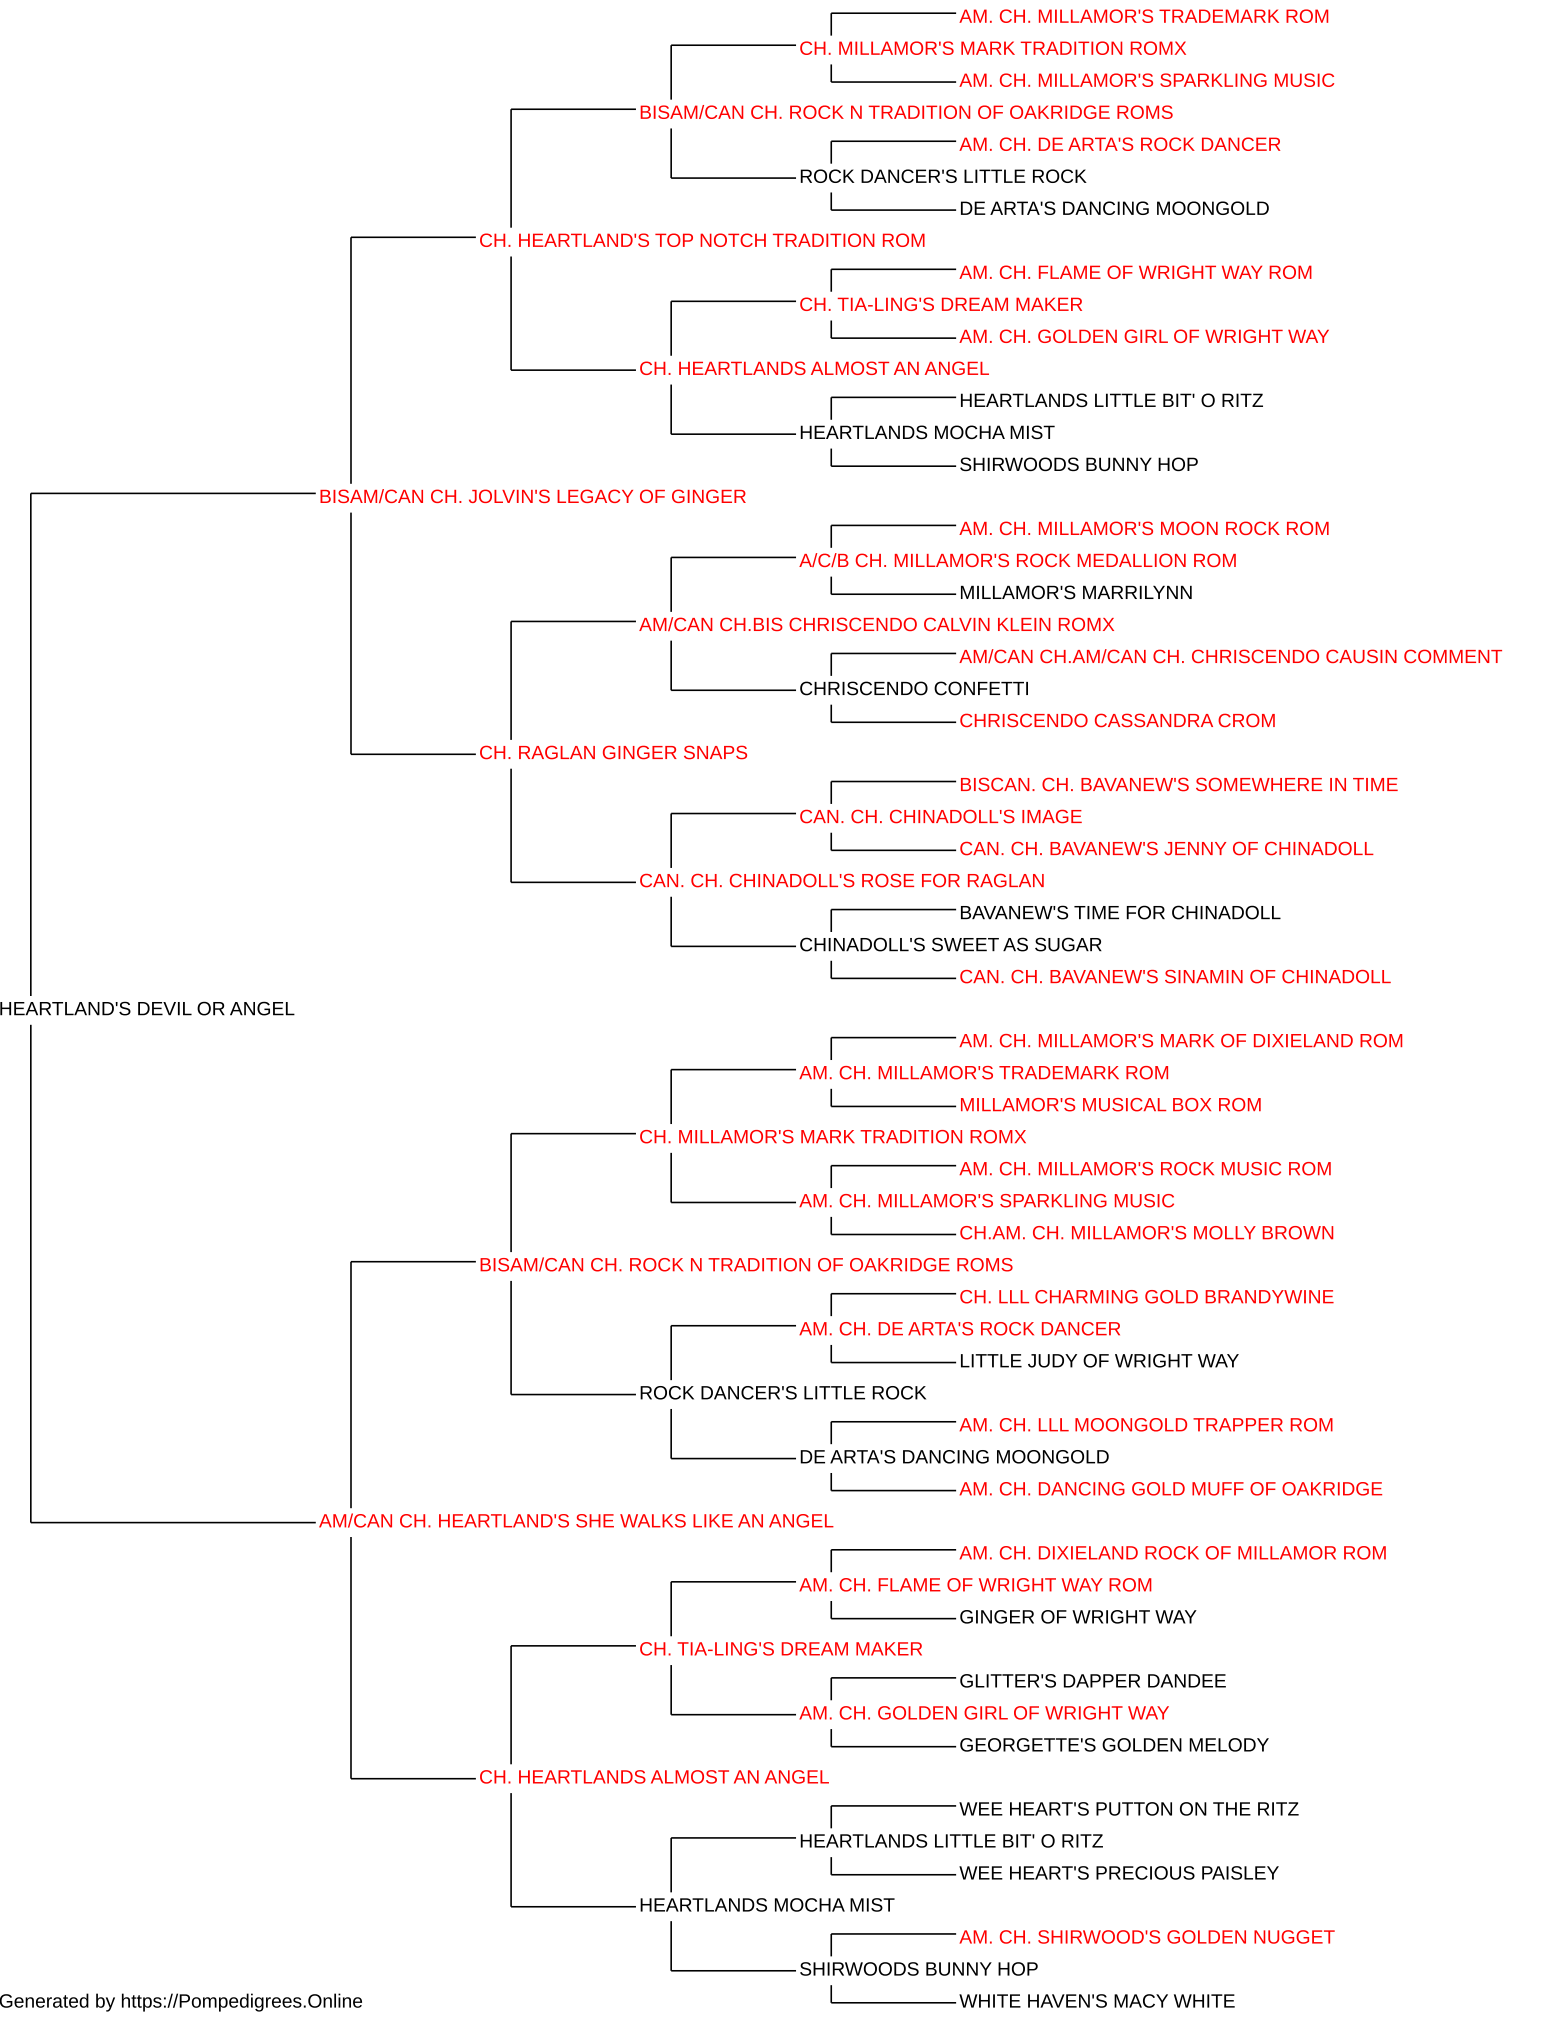 AM. CH. MILLAMOR'S TRADEMARK ROM
CH. MILLAMOR'S MARK TRADITION ROMX
AM. CH. MILLAMOR'S SPARKLING MUSIC
BISAM/CAN CH. ROCK N TRADITION OF OAKRIDGE ROMS
AM. CH. DE ARTA'S ROCK DANCER
ROCK DANCER'S LITTLE ROCK
DE ARTA'S DANCING MOONGOLD
CH. HEARTLAND'S TOP NOTCH TRADITION ROM
AM. CH. FLAME OF WRIGHT WAY ROM
CH. TIA-LING'S DREAM MAKER
AM. CH. GOLDEN GIRL OF WRIGHT WAY
CH. HEARTLANDS ALMOST AN ANGEL
HEARTLANDS LITTLE BIT' O RITZ
HEARTLANDS MOCHA MIST
SHIRWOODS BUNNY HOP
BISAM/CAN CH. JOLVIN'S LEGACY OF GINGER
AM. CH. MILLAMOR'S MOON ROCK ROM
A/C/B CH. MILLAMOR'S ROCK MEDALLION ROM
MILLAMOR'S MARRILYNN
AM/CAN CH.BIS CHRISCENDO CALVIN KLEIN ROMX
AM/CAN CH.AM/CAN CH. CHRISCENDO CAUSIN COMMENT
CHRISCENDO CONFETTI
CHRISCENDO CASSANDRA CROM
CH. RAGLAN GINGER SNAPS
BISCAN. CH. BAVANEW'S SOMEWHERE IN TIME
CAN. CH. CHINADOLL'S IMAGE
CAN. CH. BAVANEW'S JENNY OF CHINADOLL
CAN. CH. CHINADOLL'S ROSE FOR RAGLAN
BAVANEW'S TIME FOR CHINADOLL
CHINADOLL'S SWEET AS SUGAR
CAN. CH. BAVANEW'S SINAMIN OF CHINADOLL
HEARTLAND'S DEVIL OR ANGEL
AM. CH. MILLAMOR'S MARK OF DIXIELAND ROM
AM. CH. MILLAMOR'S TRADEMARK ROM
MILLAMOR'S MUSICAL BOX ROM
CH. MILLAMOR'S MARK TRADITION ROMX
AM. CH. MILLAMOR'S ROCK MUSIC ROM
AM. CH. MILLAMOR'S SPARKLING MUSIC
CH.AM. CH. MILLAMOR'S MOLLY BROWN
BISAM/CAN CH. ROCK N TRADITION OF OAKRIDGE ROMS
CH. LLL CHARMING GOLD BRANDYWINE
AM. CH. DE ARTA'S ROCK DANCER
LITTLE JUDY OF WRIGHT WAY
ROCK DANCER'S LITTLE ROCK
AM. CH. LLL MOONGOLD TRAPPER ROM
DE ARTA'S DANCING MOONGOLD
AM. CH. DANCING GOLD MUFF OF OAKRIDGE
AM/CAN CH. HEARTLAND'S SHE WALKS LIKE AN ANGEL
AM. CH. DIXIELAND ROCK OF MILLAMOR ROM
AM. CH. FLAME OF WRIGHT WAY ROM
GINGER OF WRIGHT WAY
CH. TIA-LING'S DREAM MAKER
GLITTER'S DAPPER DANDEE
AM. CH. GOLDEN GIRL OF WRIGHT WAY
GEORGETTE'S GOLDEN MELODY
CH. HEARTLANDS ALMOST AN ANGEL
WEE HEART'S PUTTON ON THE RITZ
HEARTLANDS LITTLE BIT' O RITZ
WEE HEART'S PRECIOUS PAISLEY
HEARTLANDS MOCHA MIST
AM. CH. SHIRWOOD'S GOLDEN NUGGET
SHIRWOODS BUNNY HOP
WHITE HAVEN'S MACY WHITE
Generated by https://Pompedigrees.Online